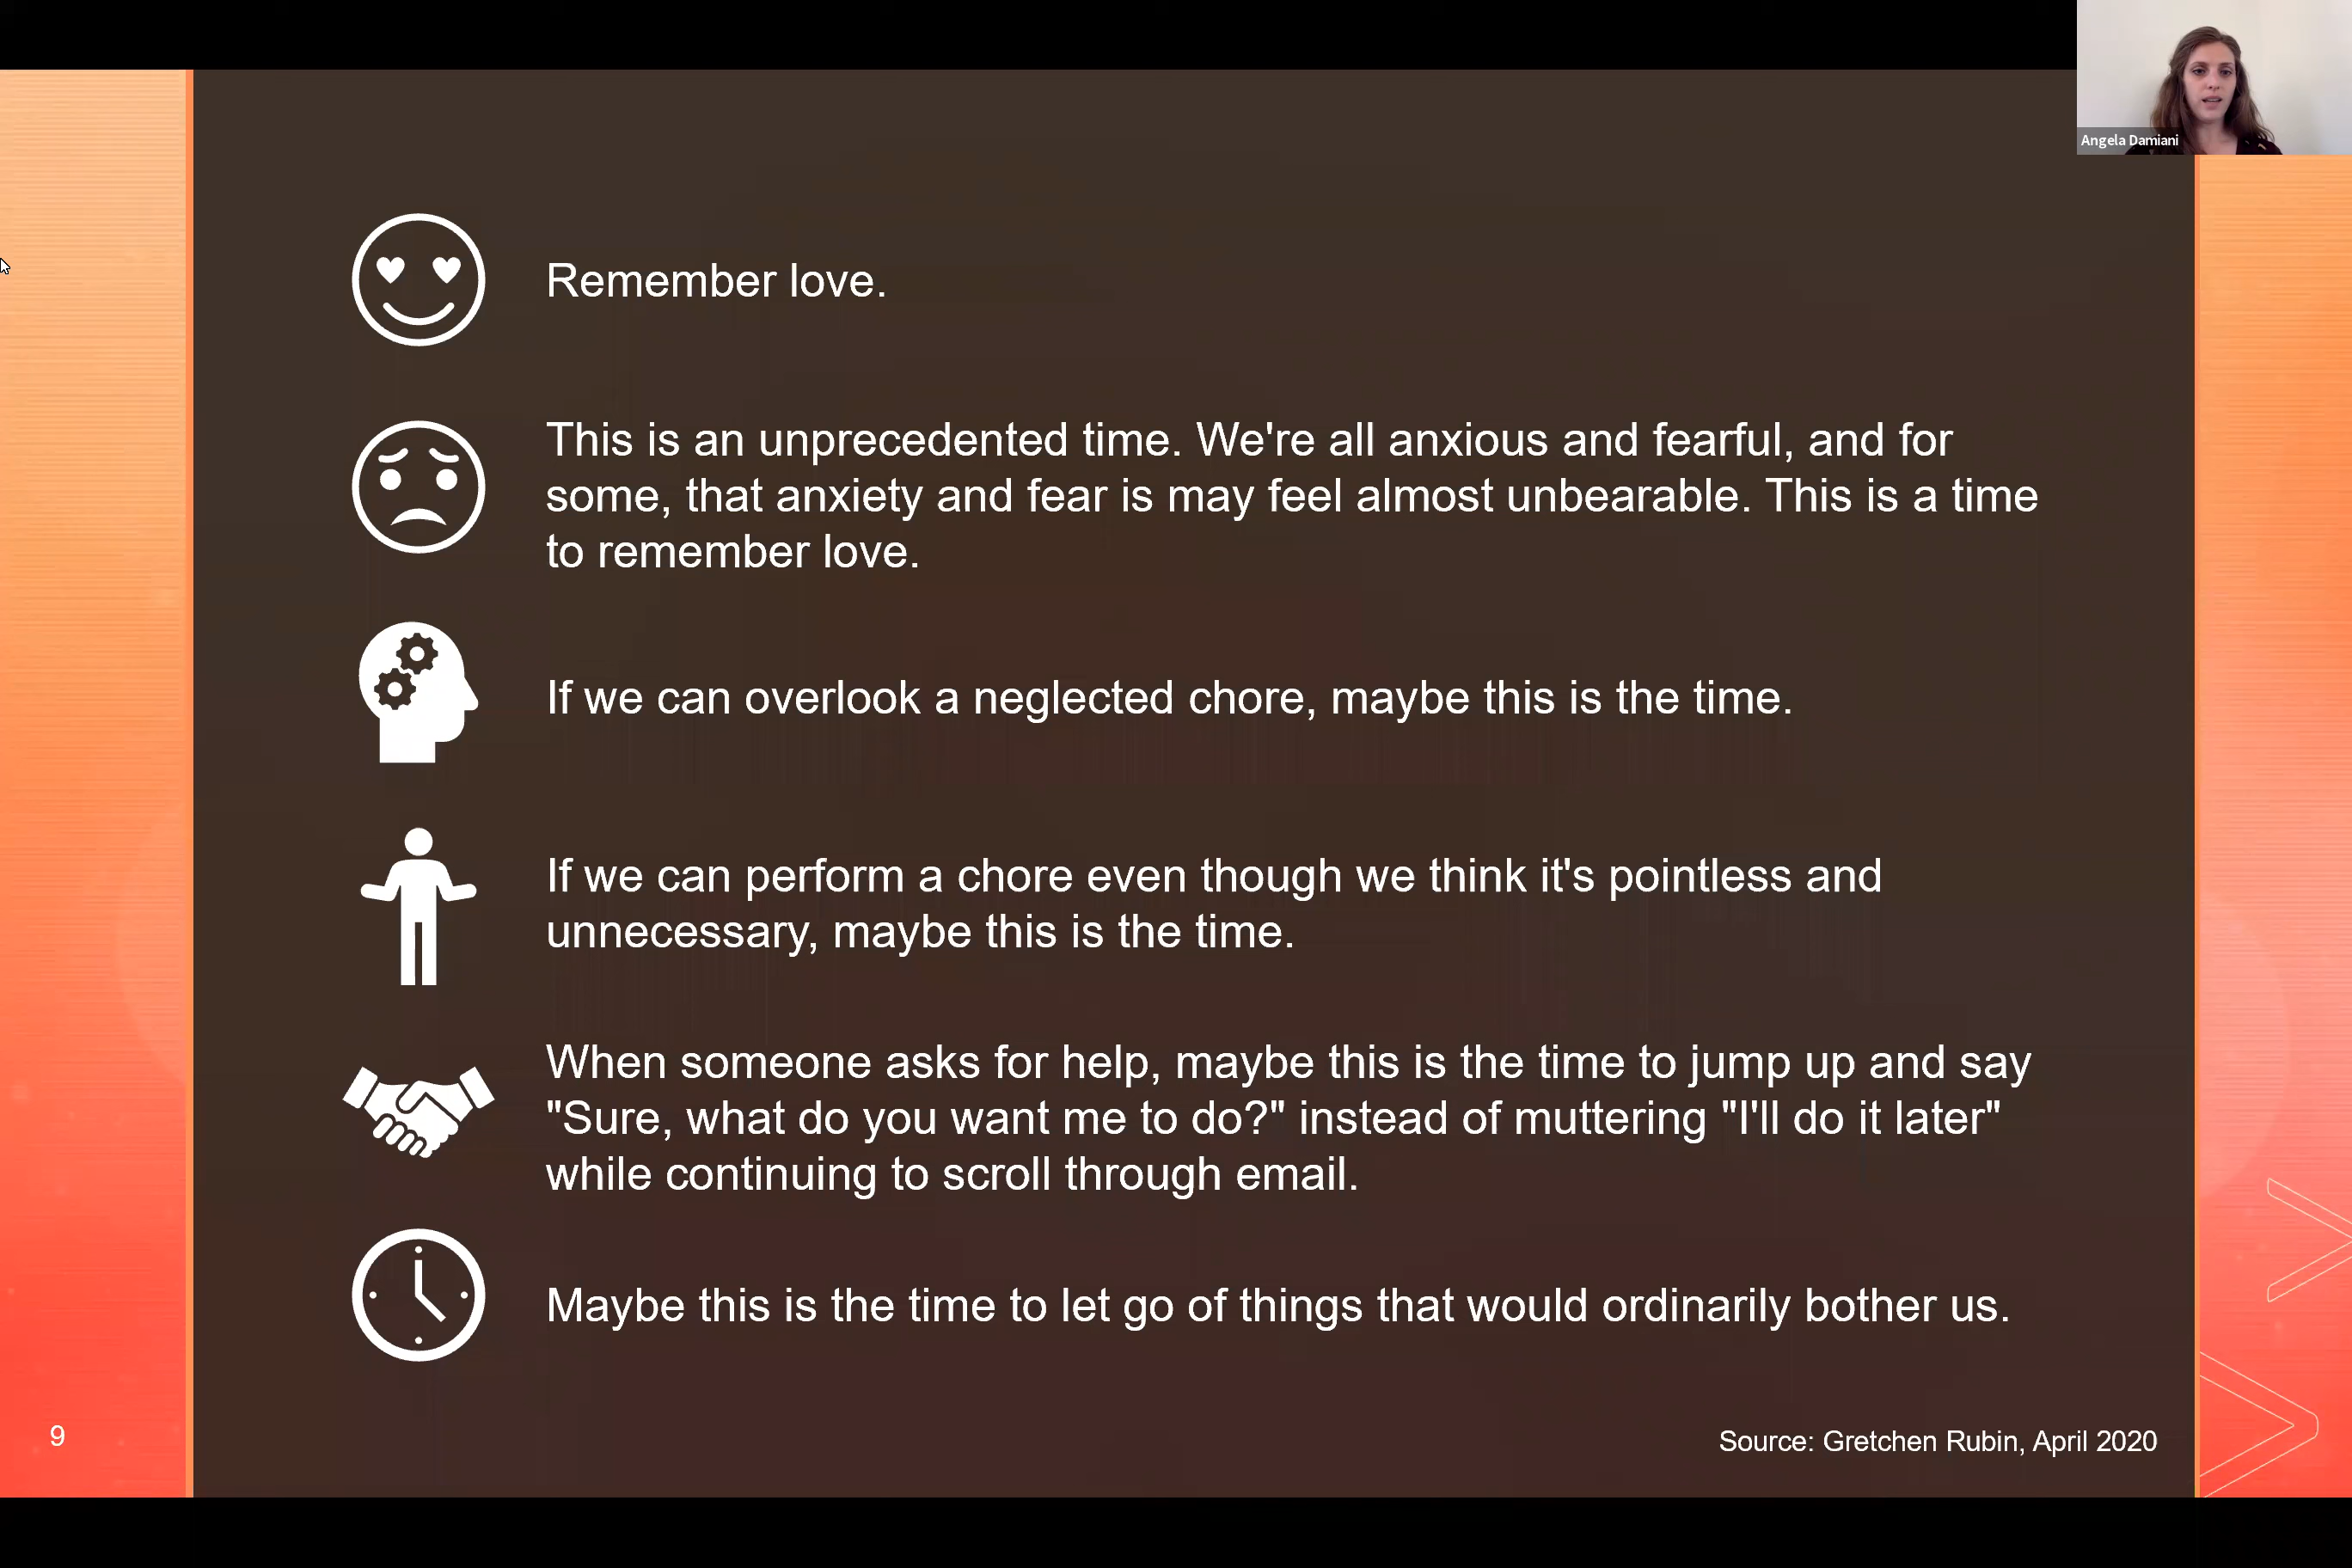 Angela Damiani
Remember love.
This is an unprecedented time. We're all anxious and fearful, and for
some, that anxiety and fear is may feel almost unbearable. This is a time
to remember love.
If we can overlook a neglected chore, maybe this is the time.
If we can perform a chore even though we think it's pointless and
unnecessary, maybe this is the time.
When someone asks for help, maybe this is the time to jump up and say
"Sure, what do you want me to do?" instead of muttering "I'll do it later"
while continuing to scroll through email.
Maybe this is the time to let go of things that would ordinarily bother us.
9
Source: Gretchen Rubin, April 2020